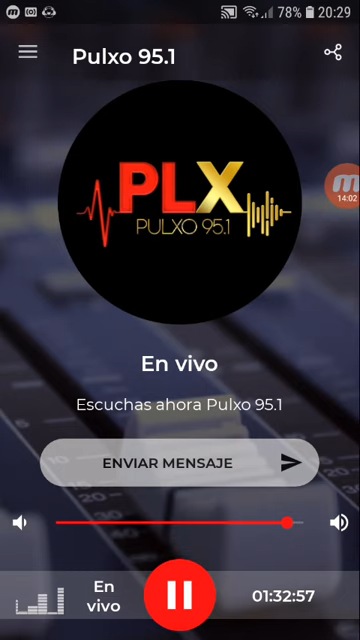 78% 20:29
Pulxo 95.1
PLX
PULXO 95.1
14:02
En vivo
Escuchas ahora Pulxo 95.1
ENVIAR MENSAJE
En
vivo
01:32:57